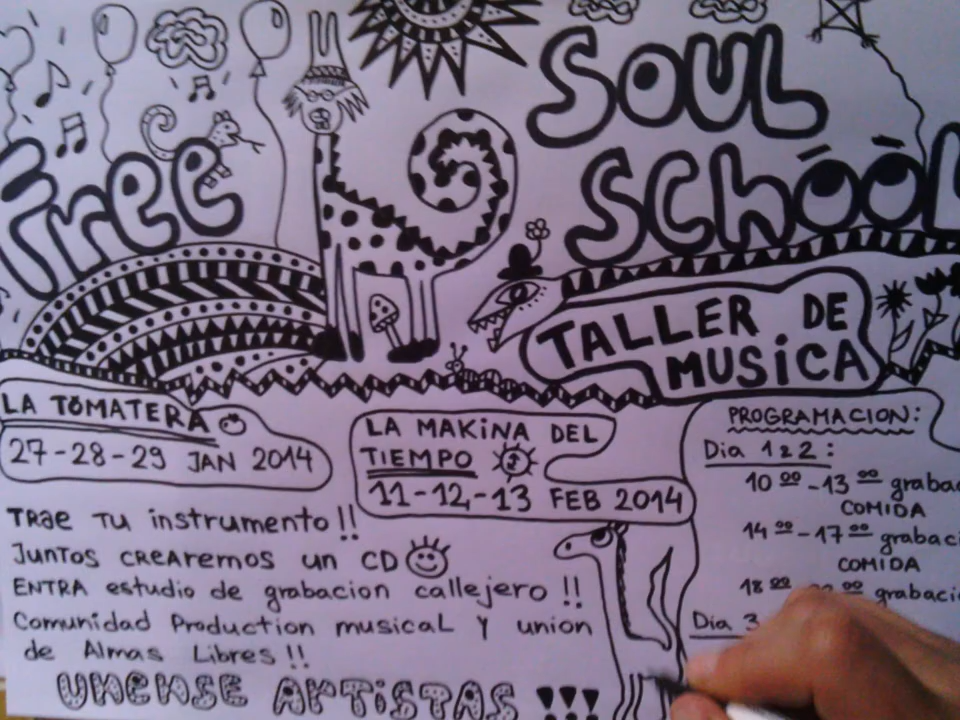 Free
SOUL
SCHOOL
TALLER DE
MUSiCA
LA TOMATERA
27-28-29 JAN 2014
LA MAKiNA DEL
TIEMPO
11-12-13 FEB 2014
Trae Tu instrumento!!
Juntos crearemos un CD
ENTRA estudio de grabacion callejero!!
Comunidad Production musical Y union
de Almas Libres!!
UNENSE ARTiSTAS!!!
PROGRAMACION:
Dia 1 2:
10 00 - 13 00
COMIDA
14 00 - 17 00
COMIDA
18 00
Dia 3